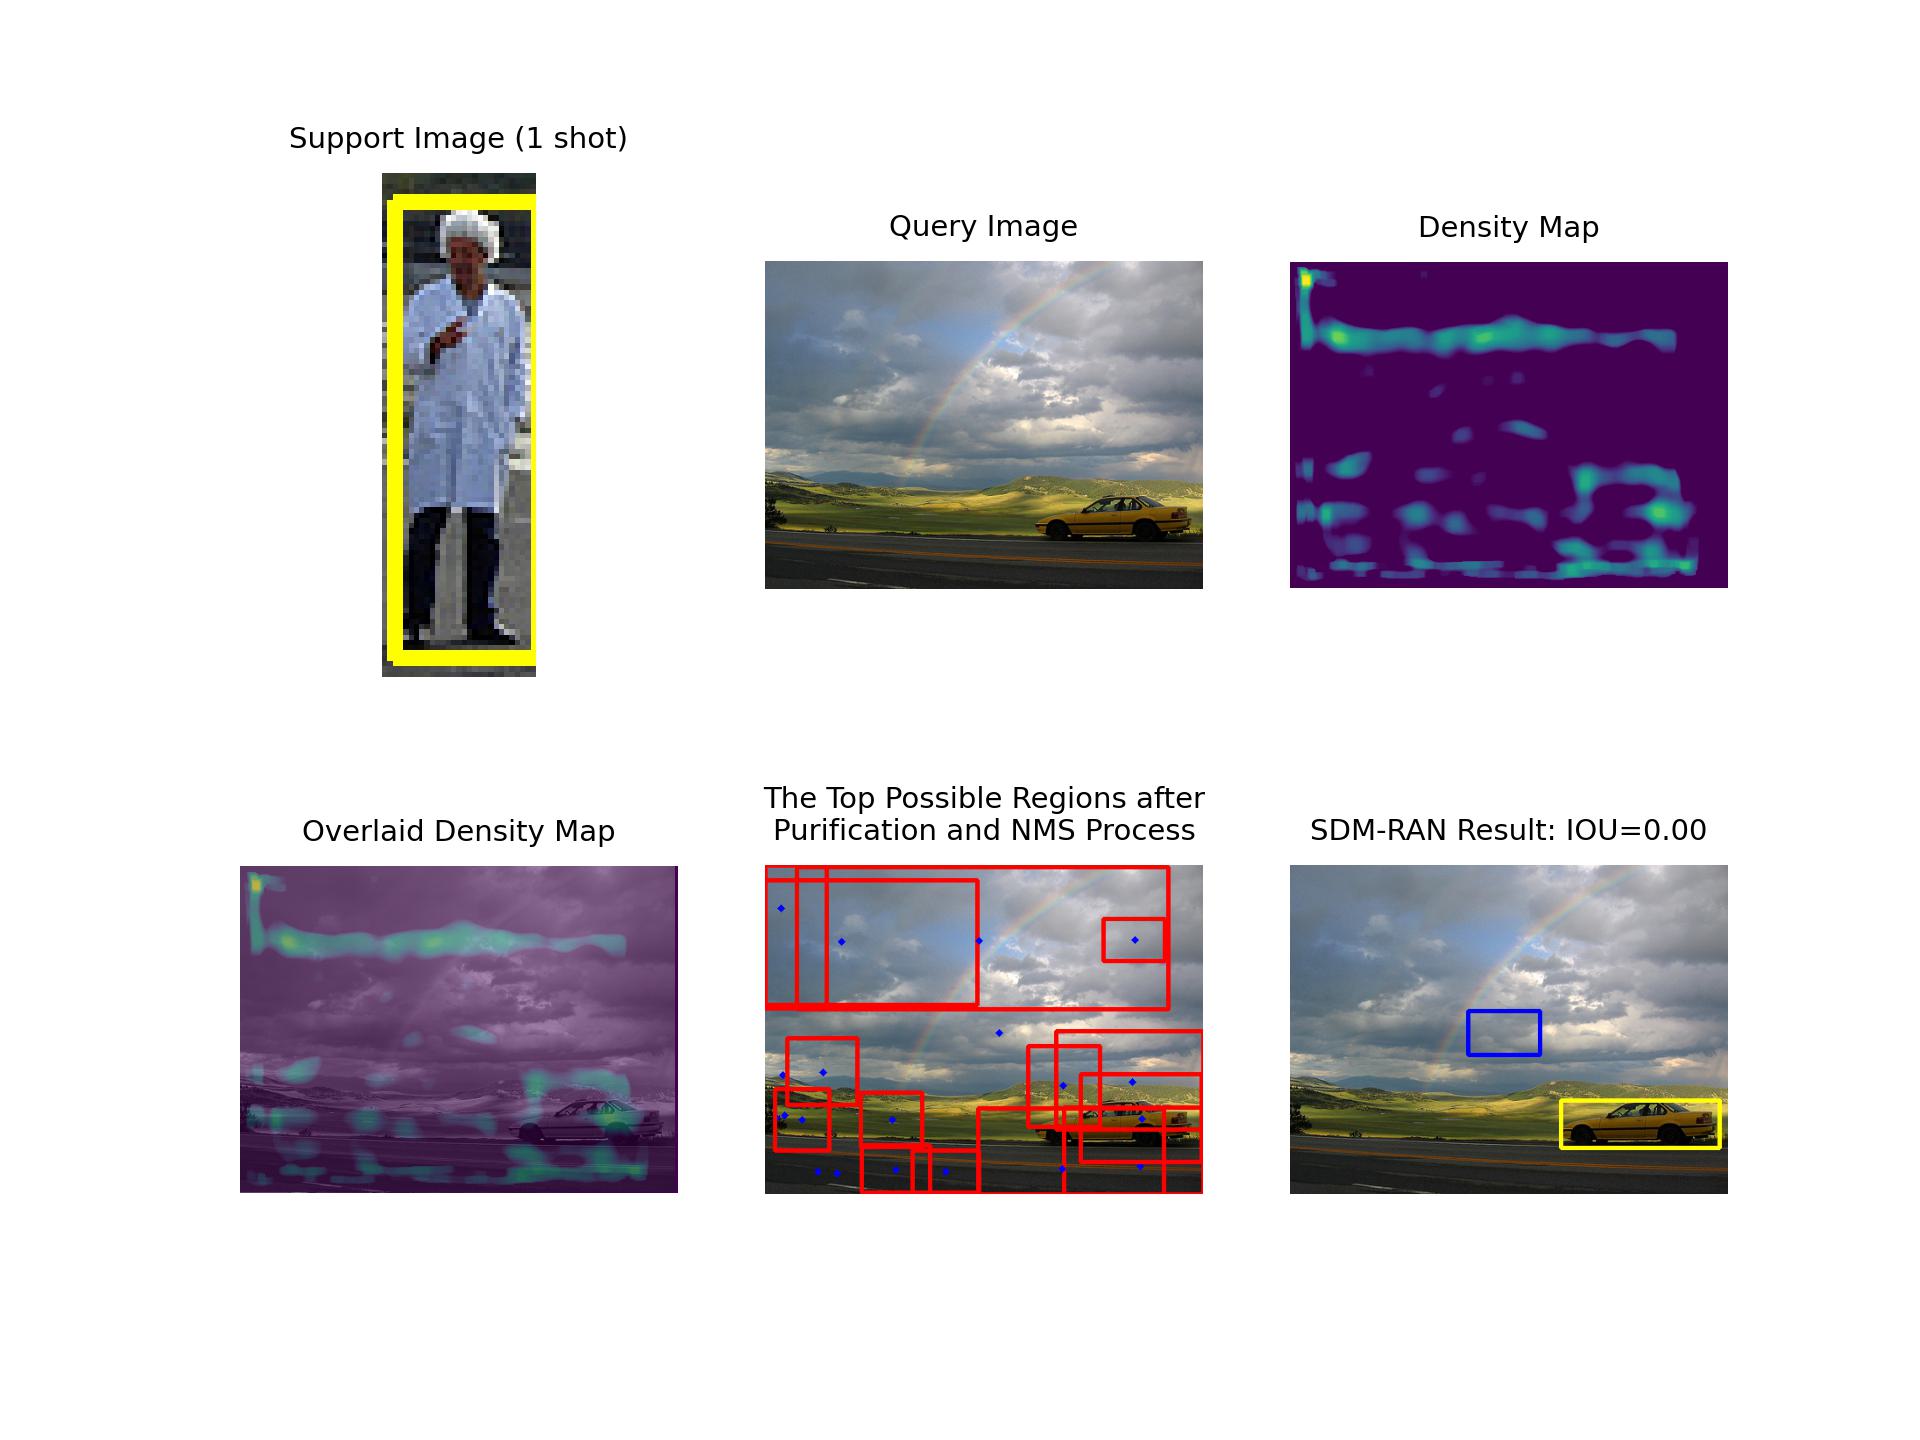 Support Image (1 shot)
Query Image
Density Map
Overlaid Density Map
The Top Possible Regions after
Purification and NMS Process
SDM-RAN Result: IOU=0.00